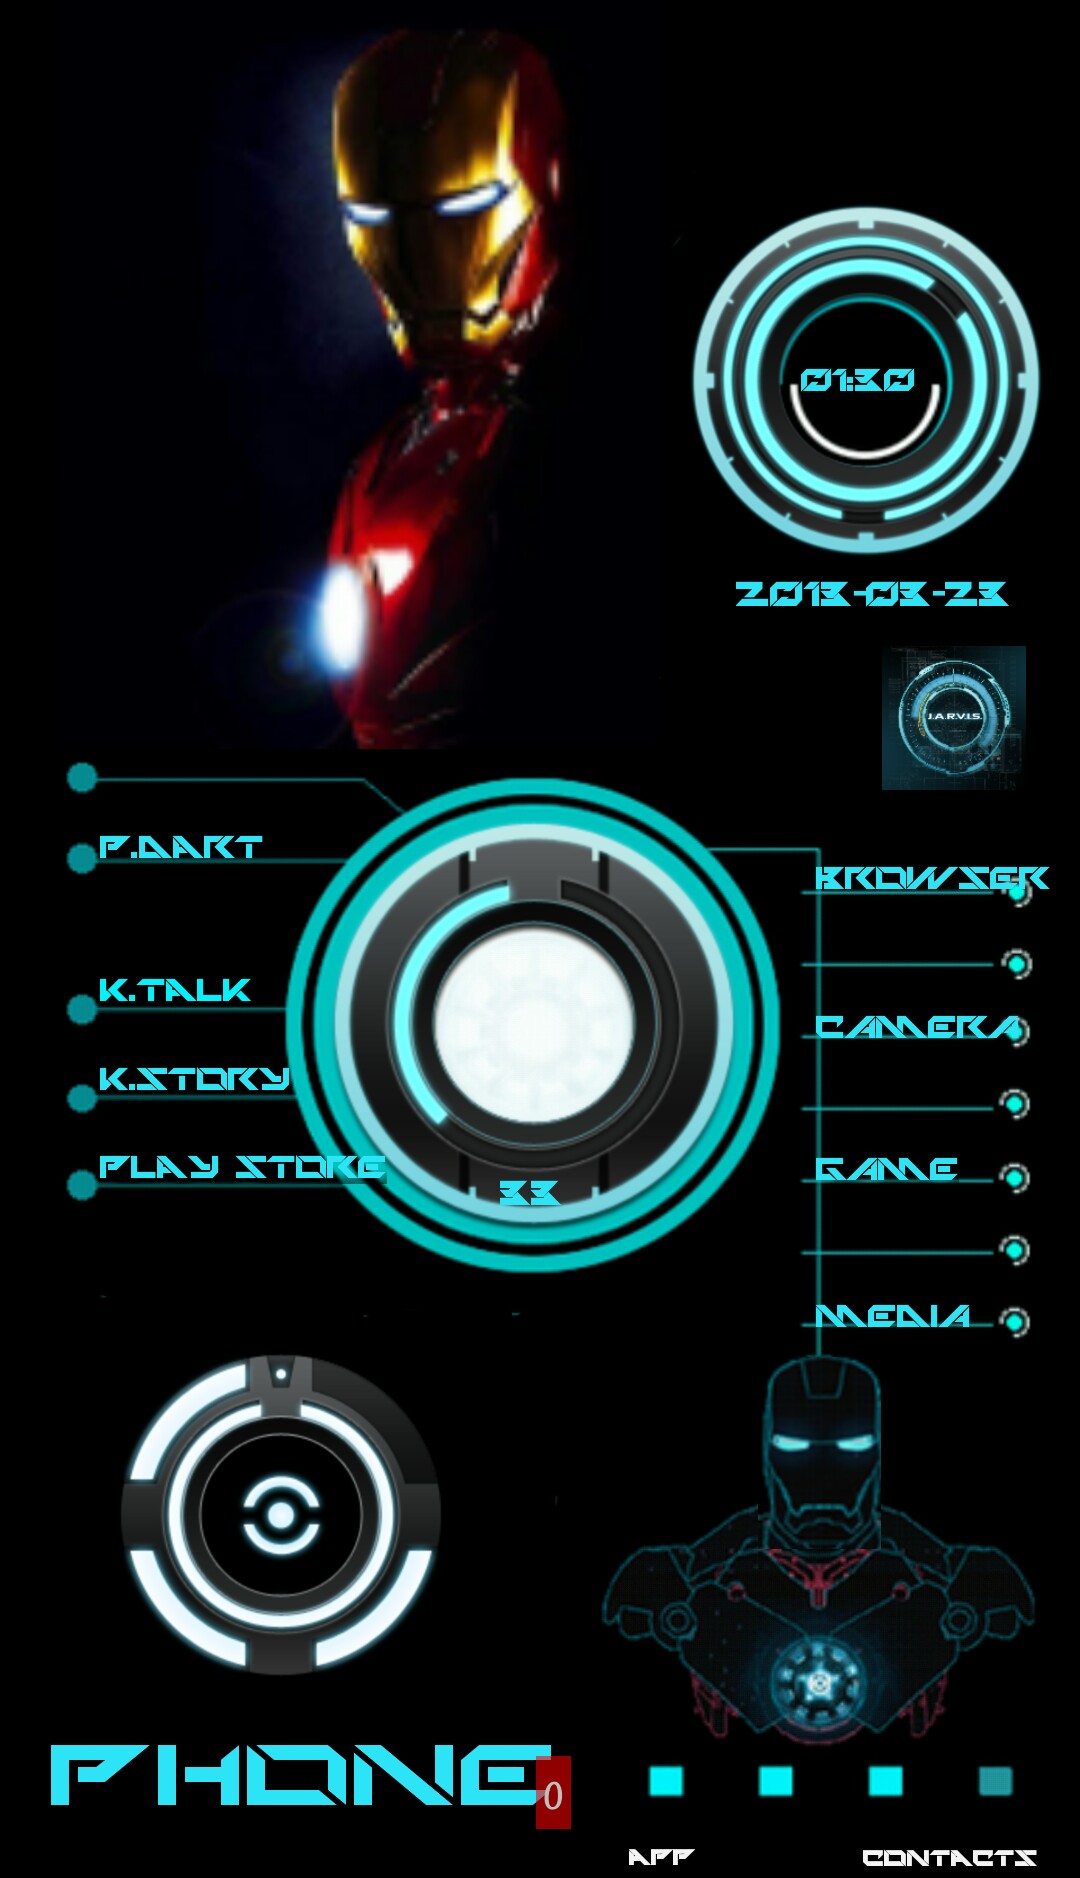 01:30
2013-03-23
J.A.R.V.I.S.
P.DART
BROWSER
K.TALK
CAMERA
K.STORY
PLAY STORE
GAME
33
MEDIA
PHONE
0
APP
CONTACTS